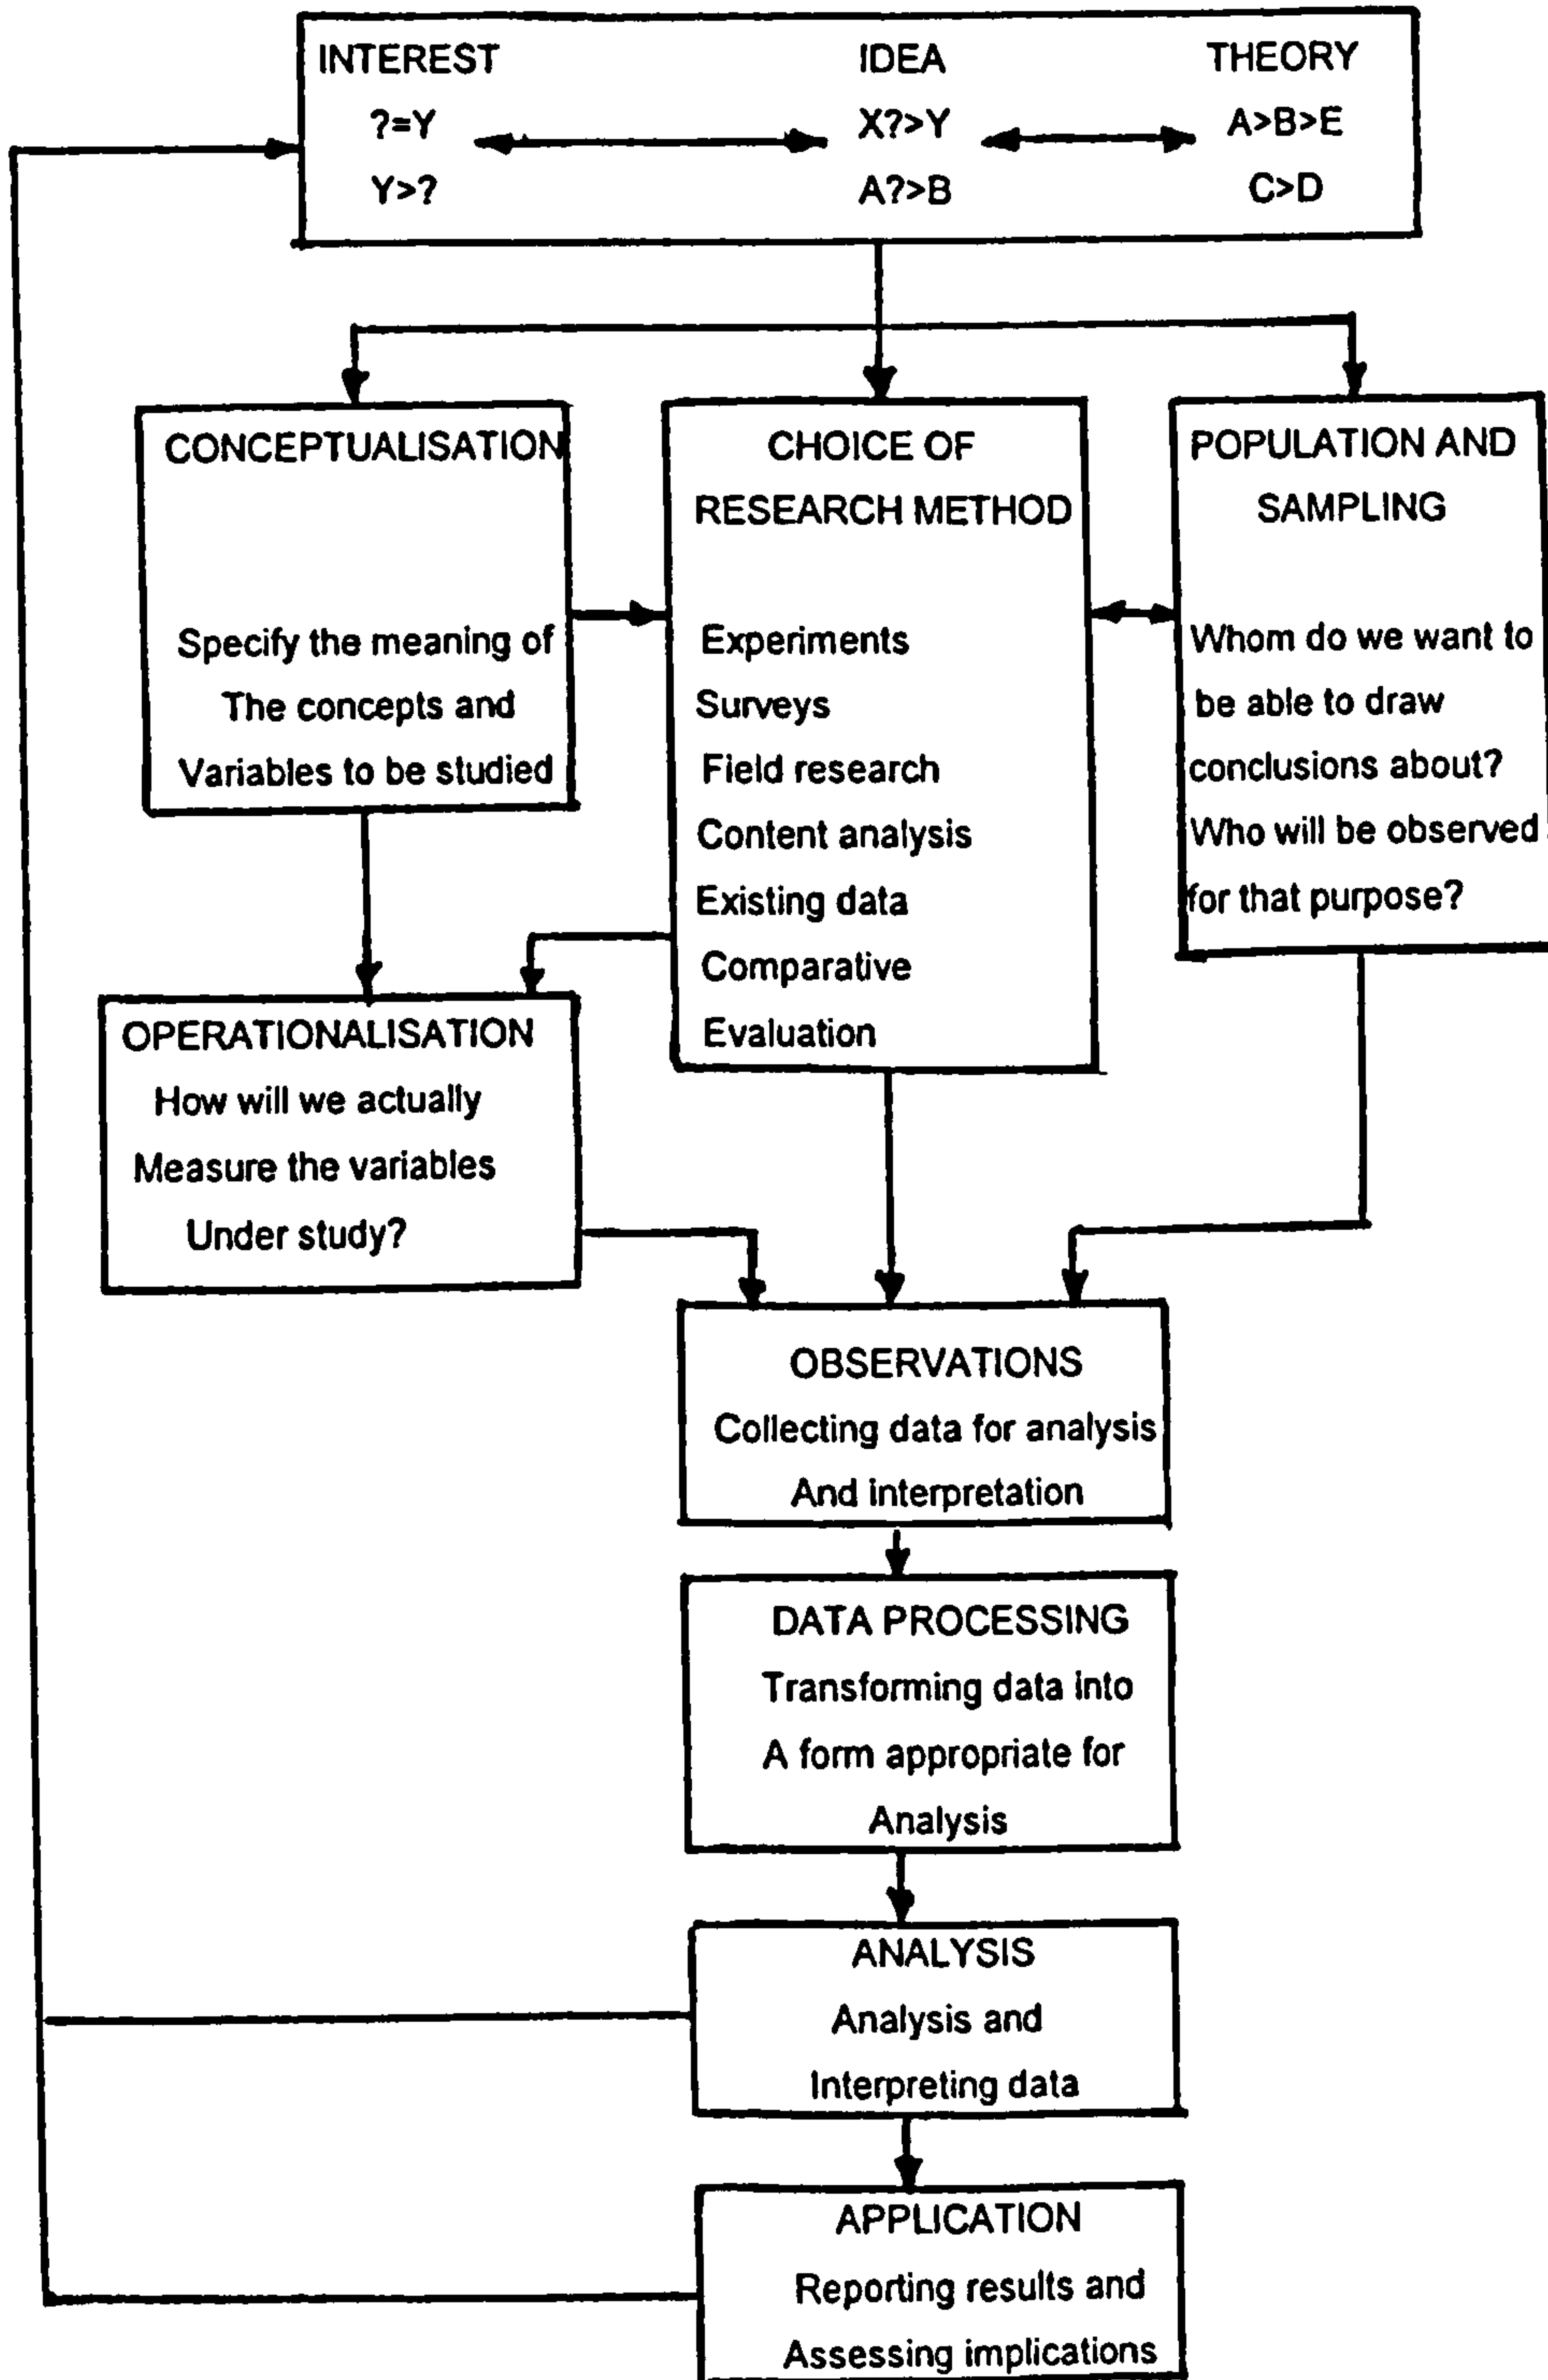 INTEREST IDEA THEORY
?=Y X?>Y A>B>E
Y>? A?>B C>D
CONCEPTUALISATION
Specify the meaning of
The concepts and
Variables to be studied
CHOICE OF
RESEARCH METHOD
Experiments
Surveys
Field research
Content analysis
Existing data
Comparative
Evaluation
POPULATION AND
SAMPLING
Whom do we want to
be able to draw
conclusions about?
Who will be observed
for that purpose?
OPERATIONALISATION
How will we actually
Measure the variables
Under study?
OBSERVATIONS
Collecting data for analysis
And interpretation
DATA PROCESSING
Transforming data into
A form appropriate for
Analysis
ANALYSIS
Analysis and
Interpreting data
APPLICATION
Reporting results and
Assessing implications